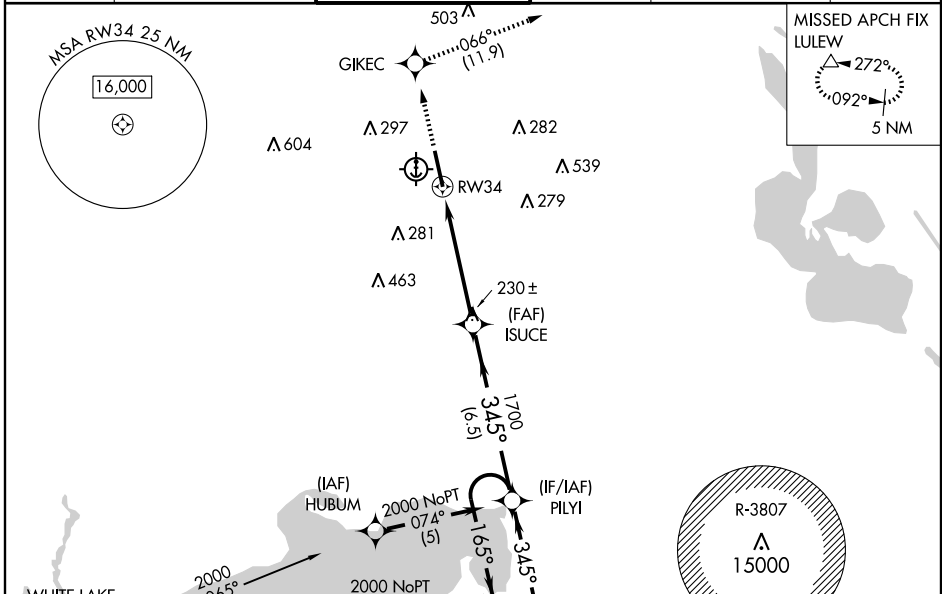 503
066°
(11.9)
GIKEC
MISSED APCH FIX
LULEW
272°
092°
5 NM
MSA RW34 25 NM
16,000
604
297
282
539
RW34
279
281
463
230 ±
(FAF)
ISUCE
1700
345°
(6.5)
(IAF)
HUBUM
2000 NoPT
074°
(5)
(IF/IAF)
PILYI
165°
345°
R-3807
15000
2000
065°
2000 NoPT
WHITE LAKE